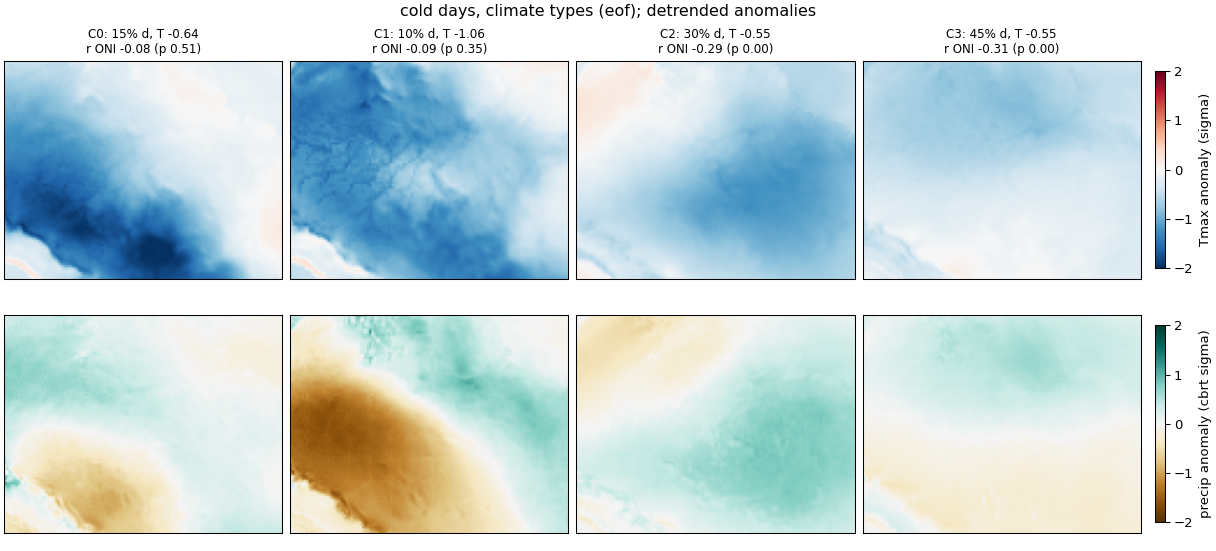 cold days, climate types (eof); detrended anomalies
C0: 15% d, T -0.64
r ONI -0.08 (p 0.51)
C1: 10% d, T -1.06
r ONI -0.09 (p 0.35)
C2: 30% d, T -0.55
r ONI -0.29 (p 0.00)
C3: 45% d, T -0.55
r ONI -0.31 (p 0.00)
2
1
0
−1
−2
Tmax anomaly (sigma)
2
1
0
−1
−2
precip anomaly (cbrt sigma)